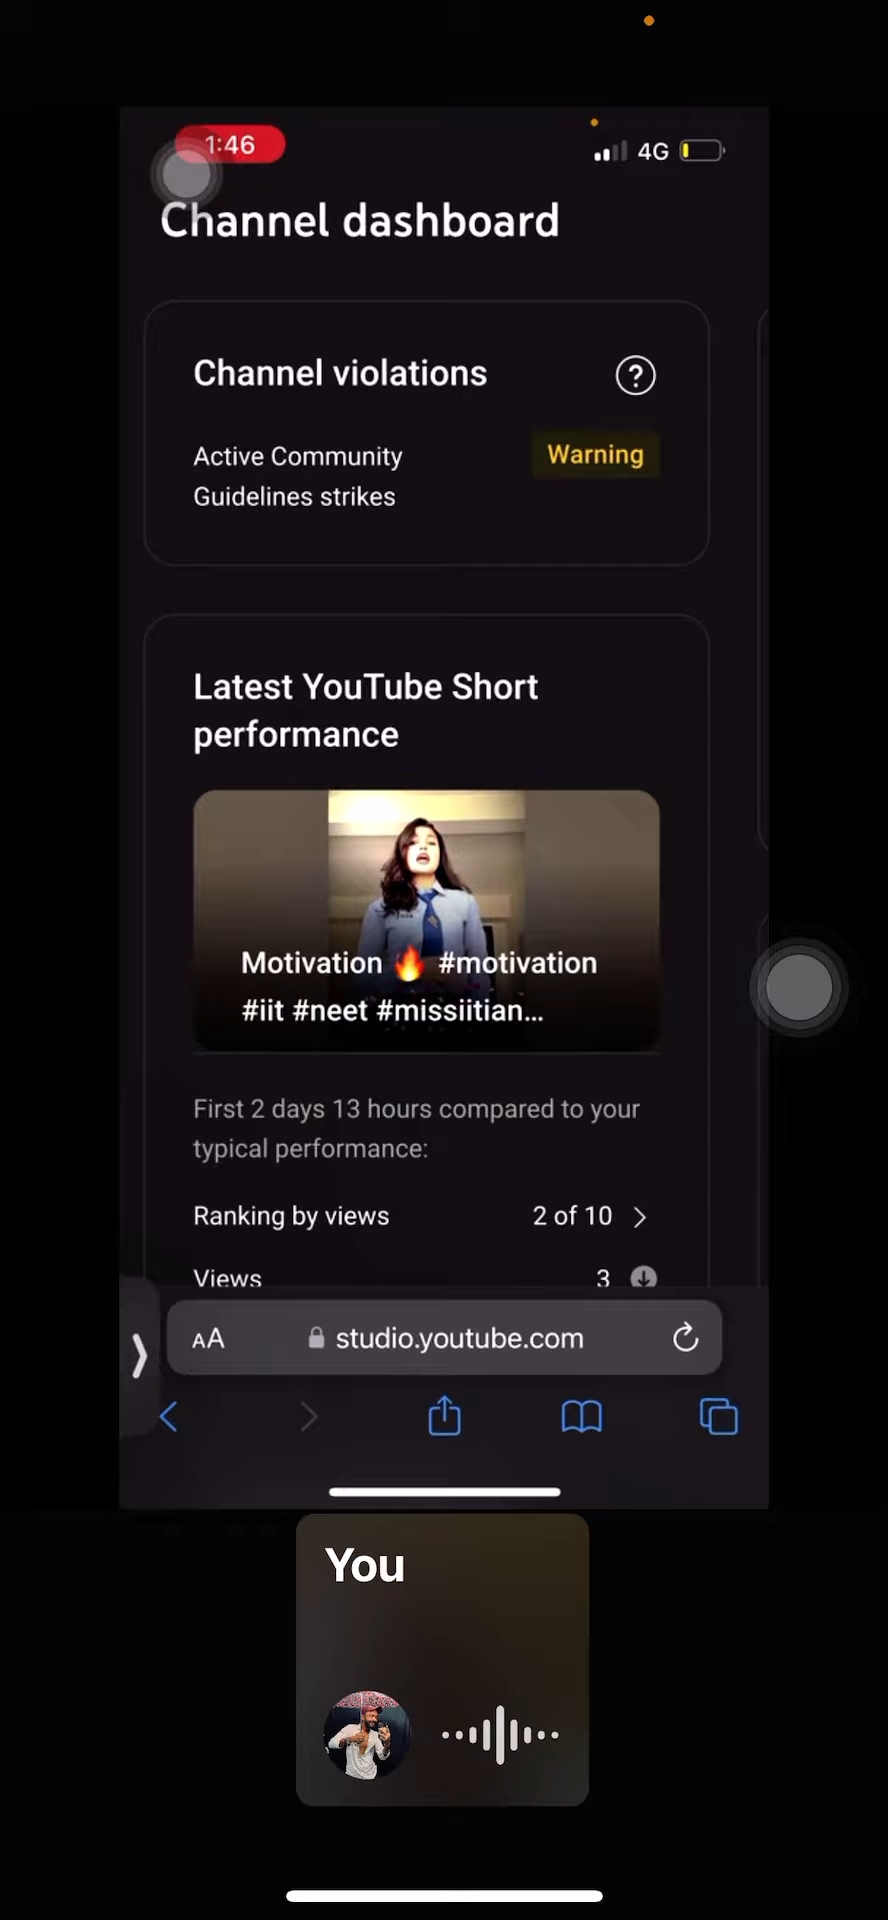 1:46
4G
Channel dashboard
Channel violations
?
Active Community
Guidelines strikes
Warning
Latest YouTube Short
performance
Motivation 🔥 #motivation
#iit #neet #missiitian...
First 2 days 13 hours compared to your
typical performance:
Ranking by views
2 of 10
Views
3
AA
studio.youtube.com
You